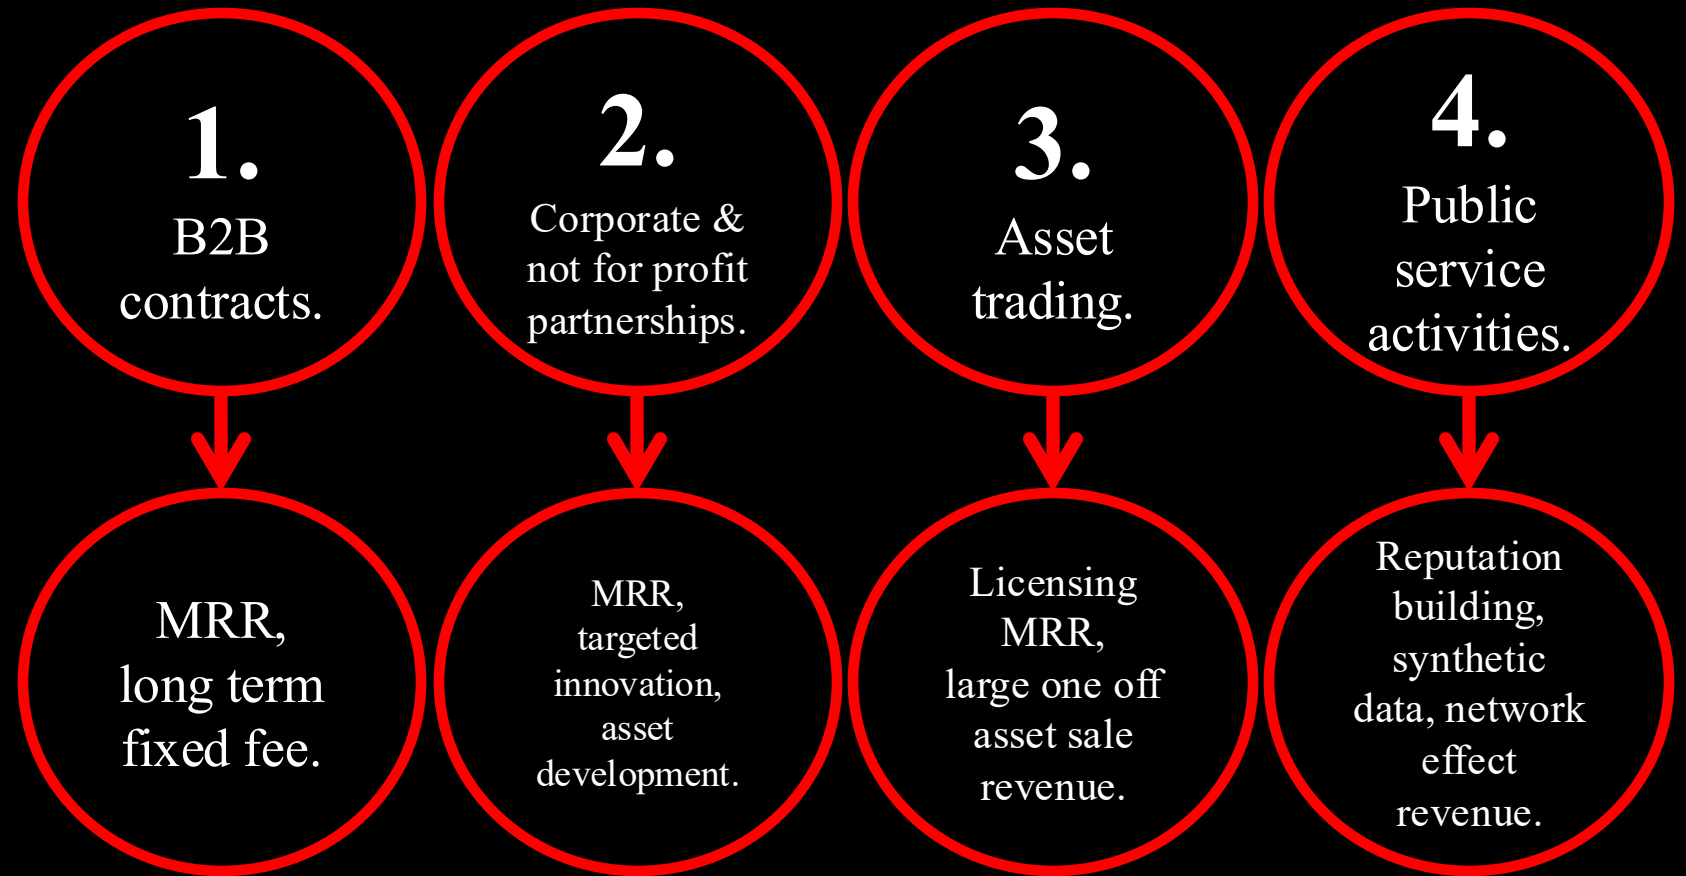 1.
B2B
contracts.
2.
Corporate &
not for profit
partnerships.
3.
Asset
trading.
4.
Public
service
activities.
MRR,
long term
fixed fee.
MRR,
targeted
innovation,
asset
development.
Licensing
MRR,
large one off
asset sale
revenue.
Reputation
building,
synthetic
data, network
effect
revenue.